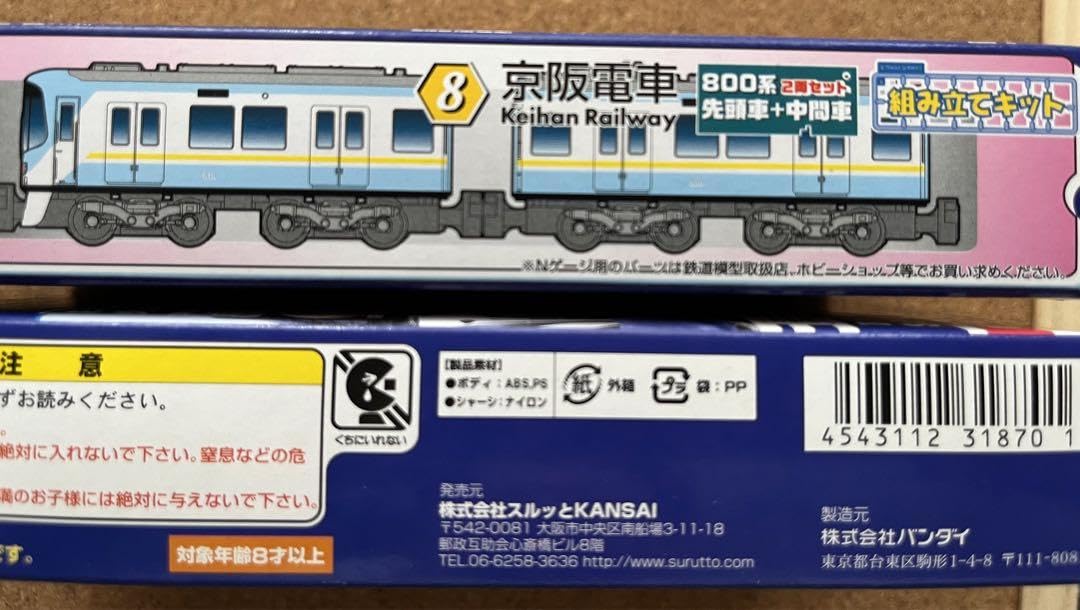 8
京阪電車
Keihan Railway
800系 2両セット
先頭車+中間車
組み立てキット
※Nゲージ用のパーツは鉄道模型取扱店、ホビーショップ等でお買い求めください。
注 意
ずお読みください。
。
絶対に入れないで下さい。窒息などの危
満のお子様には絶対に与えないで下さい。
す。
対象年齢8才以上
くちにいれない
【製品素材】
●ボディ:ABS,PS
●シャーシ:ナイロン
紙 外箱
プラ 袋:PP
4543112 31870 1
発売元
株式会社スルッとKANSAI
〒542-0081 大阪市中央区南船場3-11-18
郵政互助会心斎橋ビル8階
TEL.06-6258-3636 http://www.surutto.com/
製造元
株式会社バンダイ
東京都台東区駒形1-4-8 〒111-808